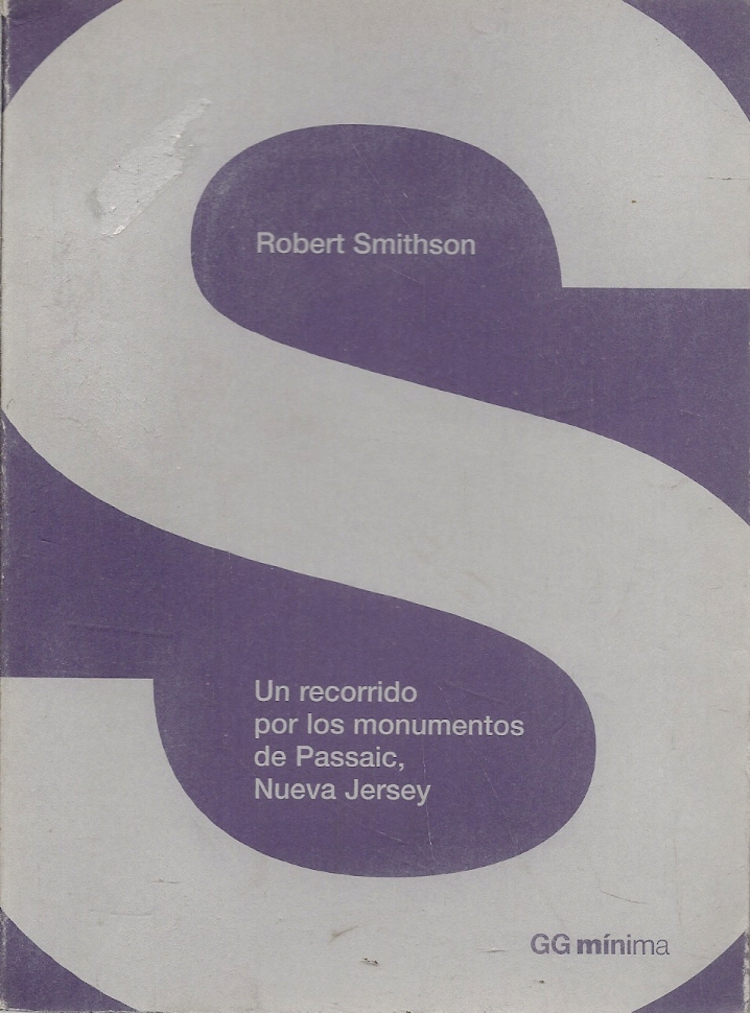 Robert Smithson
Un recorrido
por los monumentos
de Passaic,
Nueva Jersey
GG mínima